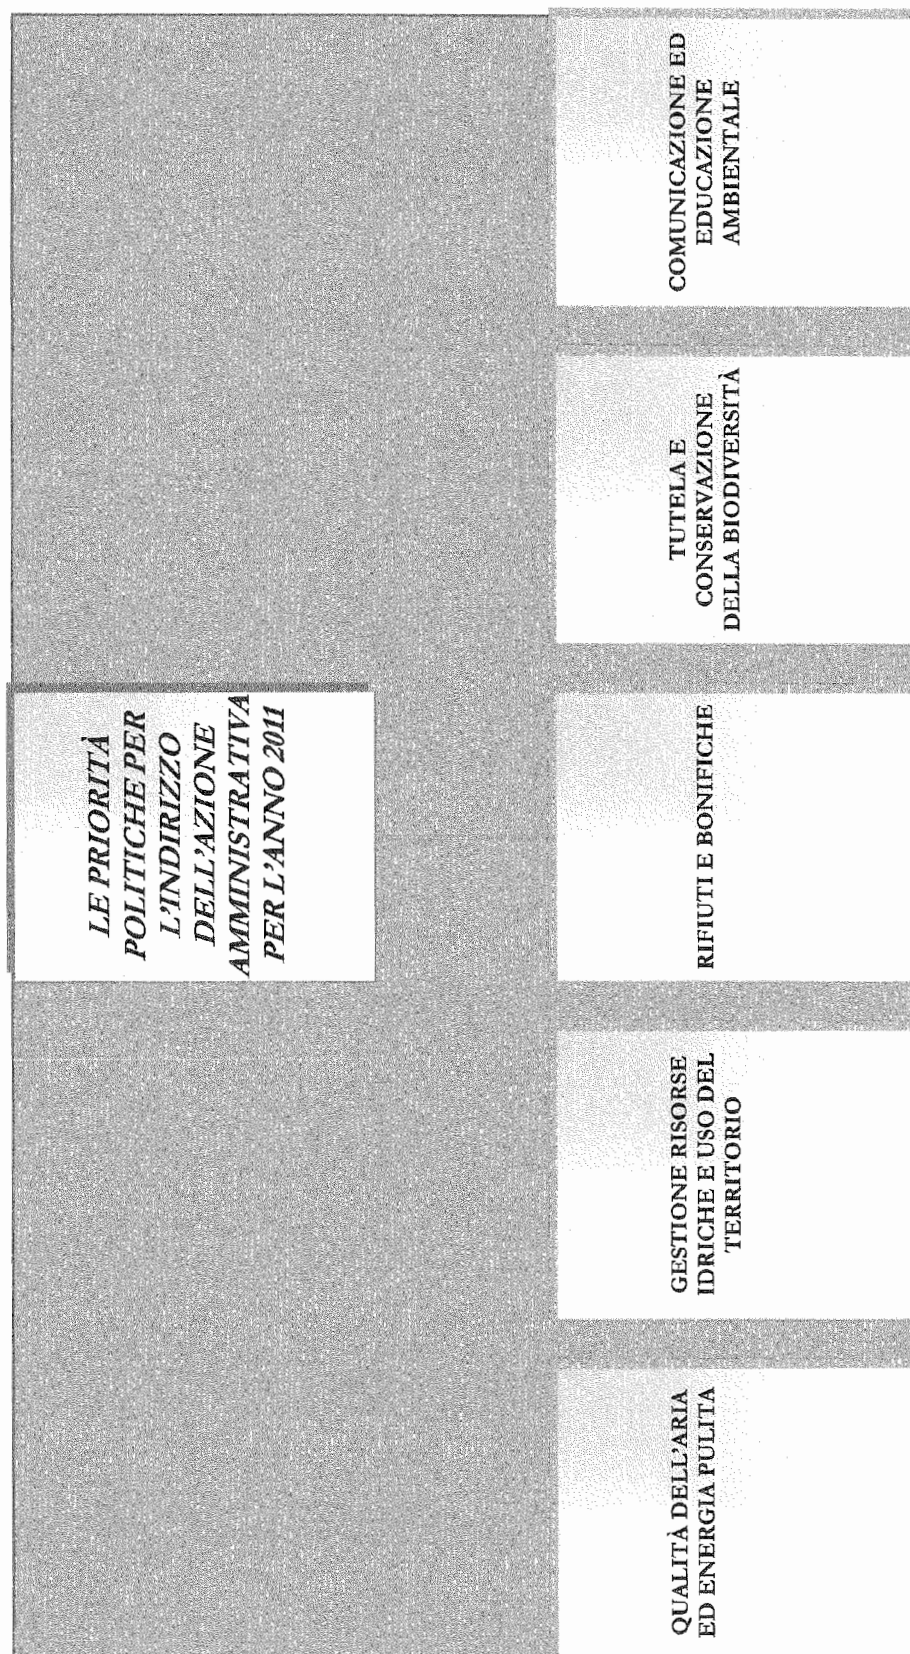 LE PRIORITÀ
POLITICHE PER
L'INDIRIZZO
DELL'AZIONE
AMMINISTRATIVA
PER L'ANNO 2011
QUALITÀ DELL'ARIA
ED ENERGIA PULITA
GESTIONE RISORSE
IDRICHE E USO DEL
TERRITORIO
RIFIUTI E BONIFICHE
TUTELA E
CONSERVAZIONE
DELLA BIODIVERSITÀ
COMUNICAZIONE ED
EDUCAZIONE
AMBIENTALE